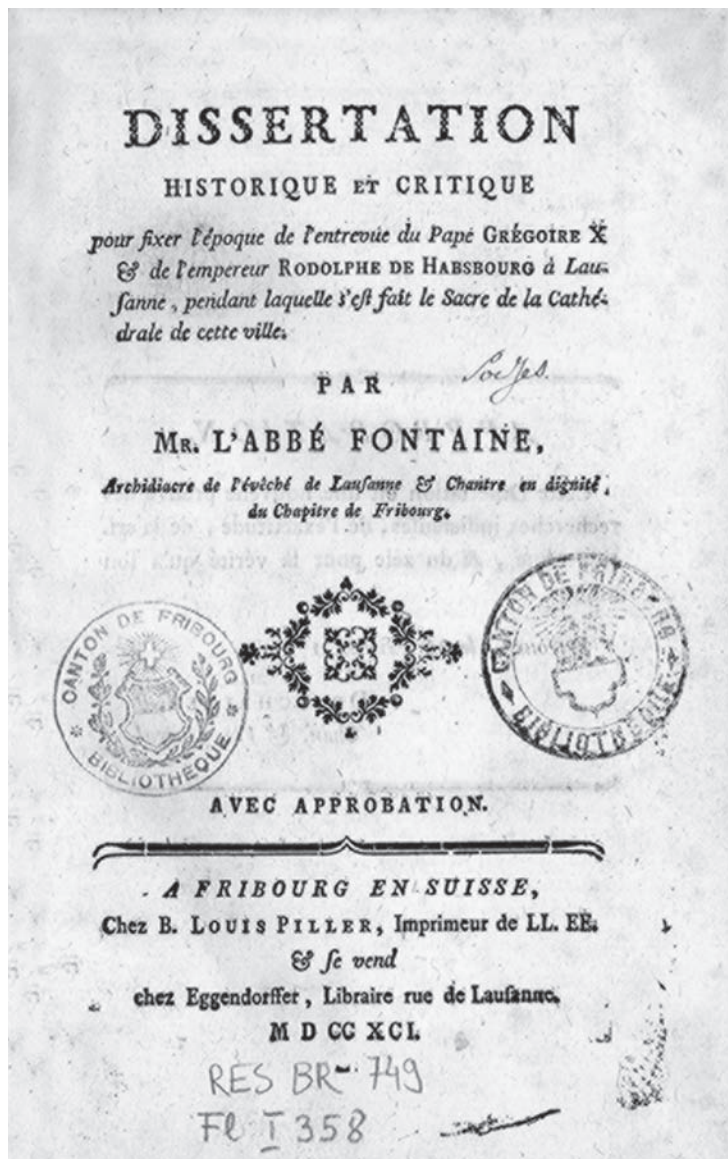 DISSERTATION
HISTORIQUE ET CRITIQUE
pour fixer l'époque de l'entrevûe du Pape GRÉGOIRE X
& de l'empereur RODOLPHE DE HABSBOURG à Lau-
sanne, pendant laquelle s'est fait le Sacre de la Cathé-
drale de cette ville.
PAR
MR. L'ABBÉ FONTAINE,
Archidiacre de l'évêché de Lausanne & Chantre en dignité,
du Chapitre de Fribourg.
CANTON DE FRIBOURG
BIBLIOTHEQUE
CANTON DE FRIBOURG
BIBLIOTHEQUE
AVEC APPROBATION.
A FRIBOURG EN SUISSE,
Chez B. LOUIS PILLER, Imprimeur de LL. EE.
& se vend
chez Eggendorffer, Libraire rue de Lausanne.
M D CC XCI.
RES BR- 749
Fl I 358